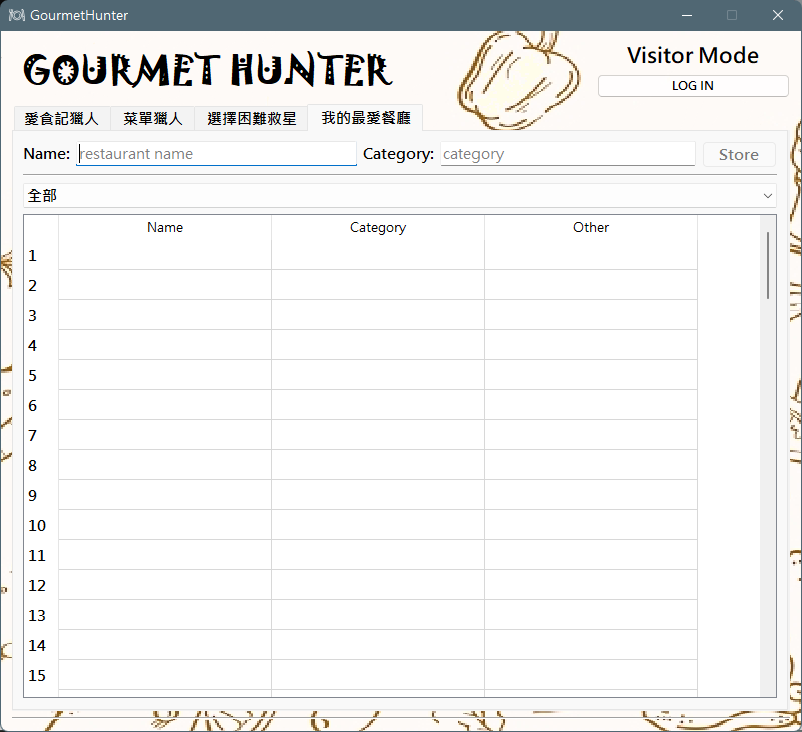 GourmetHunter
GOURMET HUNTER
Visitor Mode
LOG IN
愛食記獵人 菜單獵人 選擇困難救星 我的最愛餐廳
Name: restaurant name Category: category Store
全部
Name Category Other
1
2
3
4
5
6
7
8
9
10
11
12
13
14
15